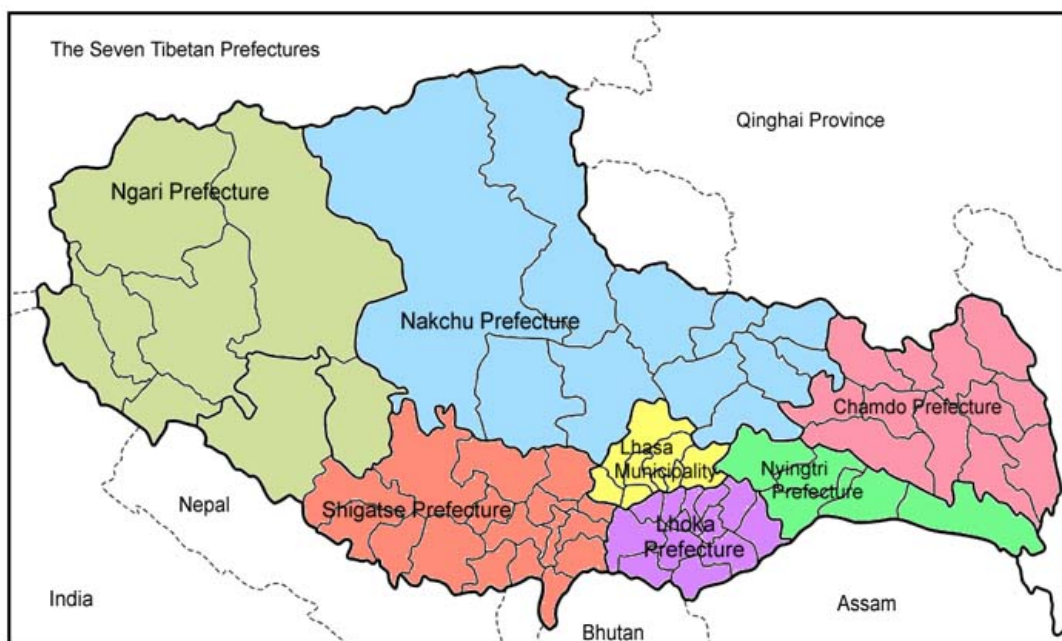 The Seven Tibetan Prefectures
Qinghai Province
Ngari Prefecture
Nakchu Prefecture
Chamdo Prefecture
Lhasa
Municipality
Nyingtri
Prefecture
Shigatse Prefecture
Lhoka
Prefecture
Nepal
India
Assam
Bhutan